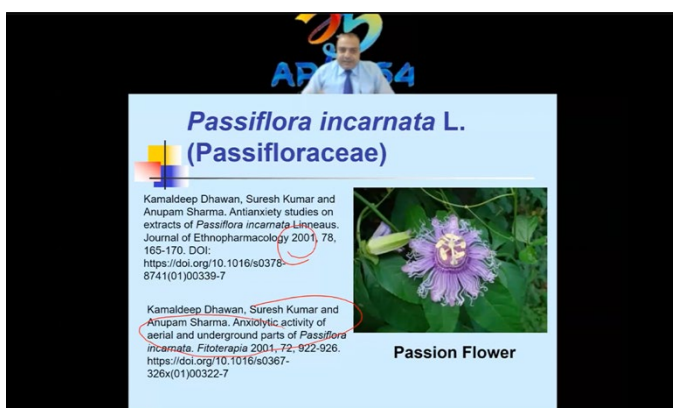 Passiflora incarnata L.
(Passifloraceae)
Kamaldeep Dhawan, Suresh Kumar and
Anupam Sharma. Antianxiety studies on
extracts of Passiflora incarnata Linneaus.
Journal of Ethnopharmacology 2001, 78,
165-170. DOI:
https://doi.org/10.1016/s0378-
8741(01)00339-7
Kamaldeep Dhawan, Suresh Kumar and
Anupam Sharma. Anxiolytic activity of
aerial and underground parts of Passiflora
incarnata. Fitoterapia 2001, 72, 922-926.
https://doi.org/10.1016/s0367-
326x(01)00322-7
Passion Flower